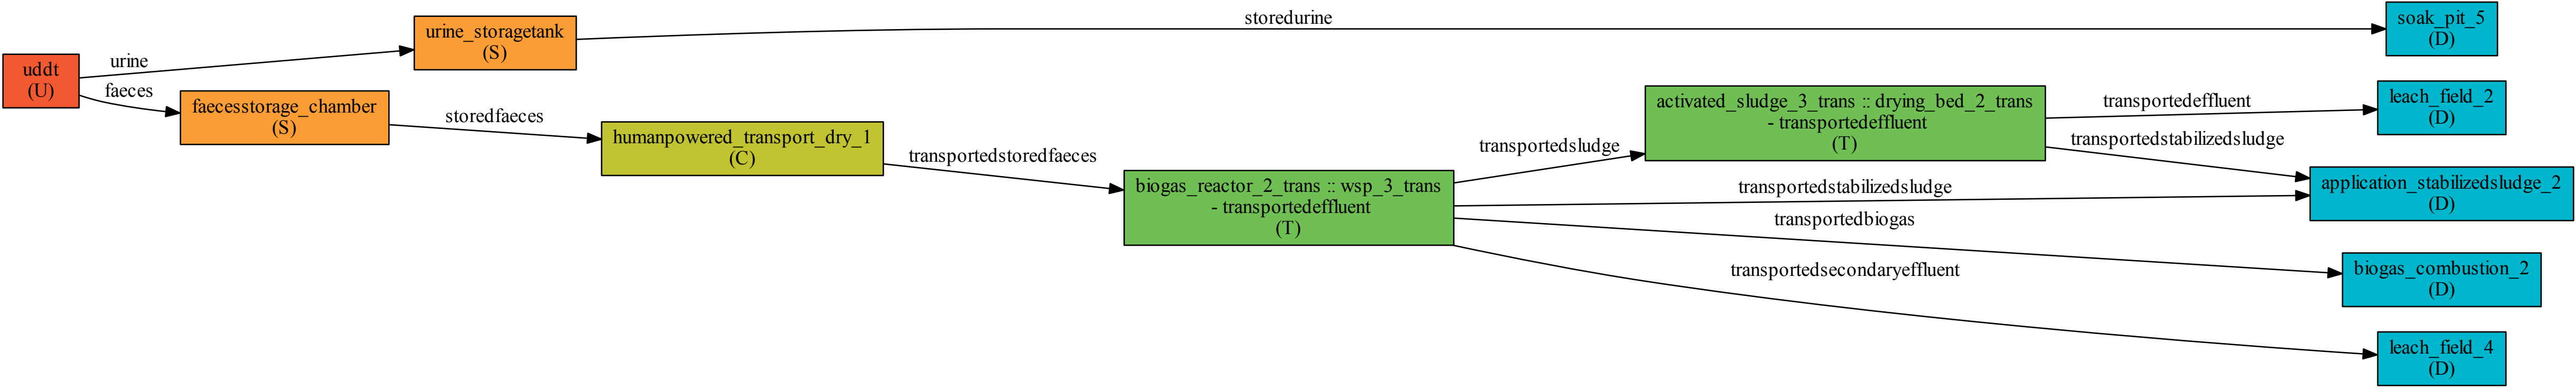 uddt
(U)
urine
faeces
urine_storagetank
(S)
faecesstorage_chamber
(S)
storedurine
storedfaeces
humanpowered_transport_dry_1
(C)
transportedstoredfaeces
biogas_reactor_2_trans :: wsp_3_trans
- transportedeffluent
(T)
transportedsludge
transportedstabilizedsludge
transportedbiogas
transportedsecondaryeffluent
activated_sludge_3_trans :: drying_bed_2_trans
- transportedeffluent
(T)
transportedeffluent
transportedstabilizedsludge
soak_pit_5
(D)
leach_field_2
(D)
application_stabilizedsludge_2
(D)
biogas_combustion_2
(D)
leach_field_4
(D)